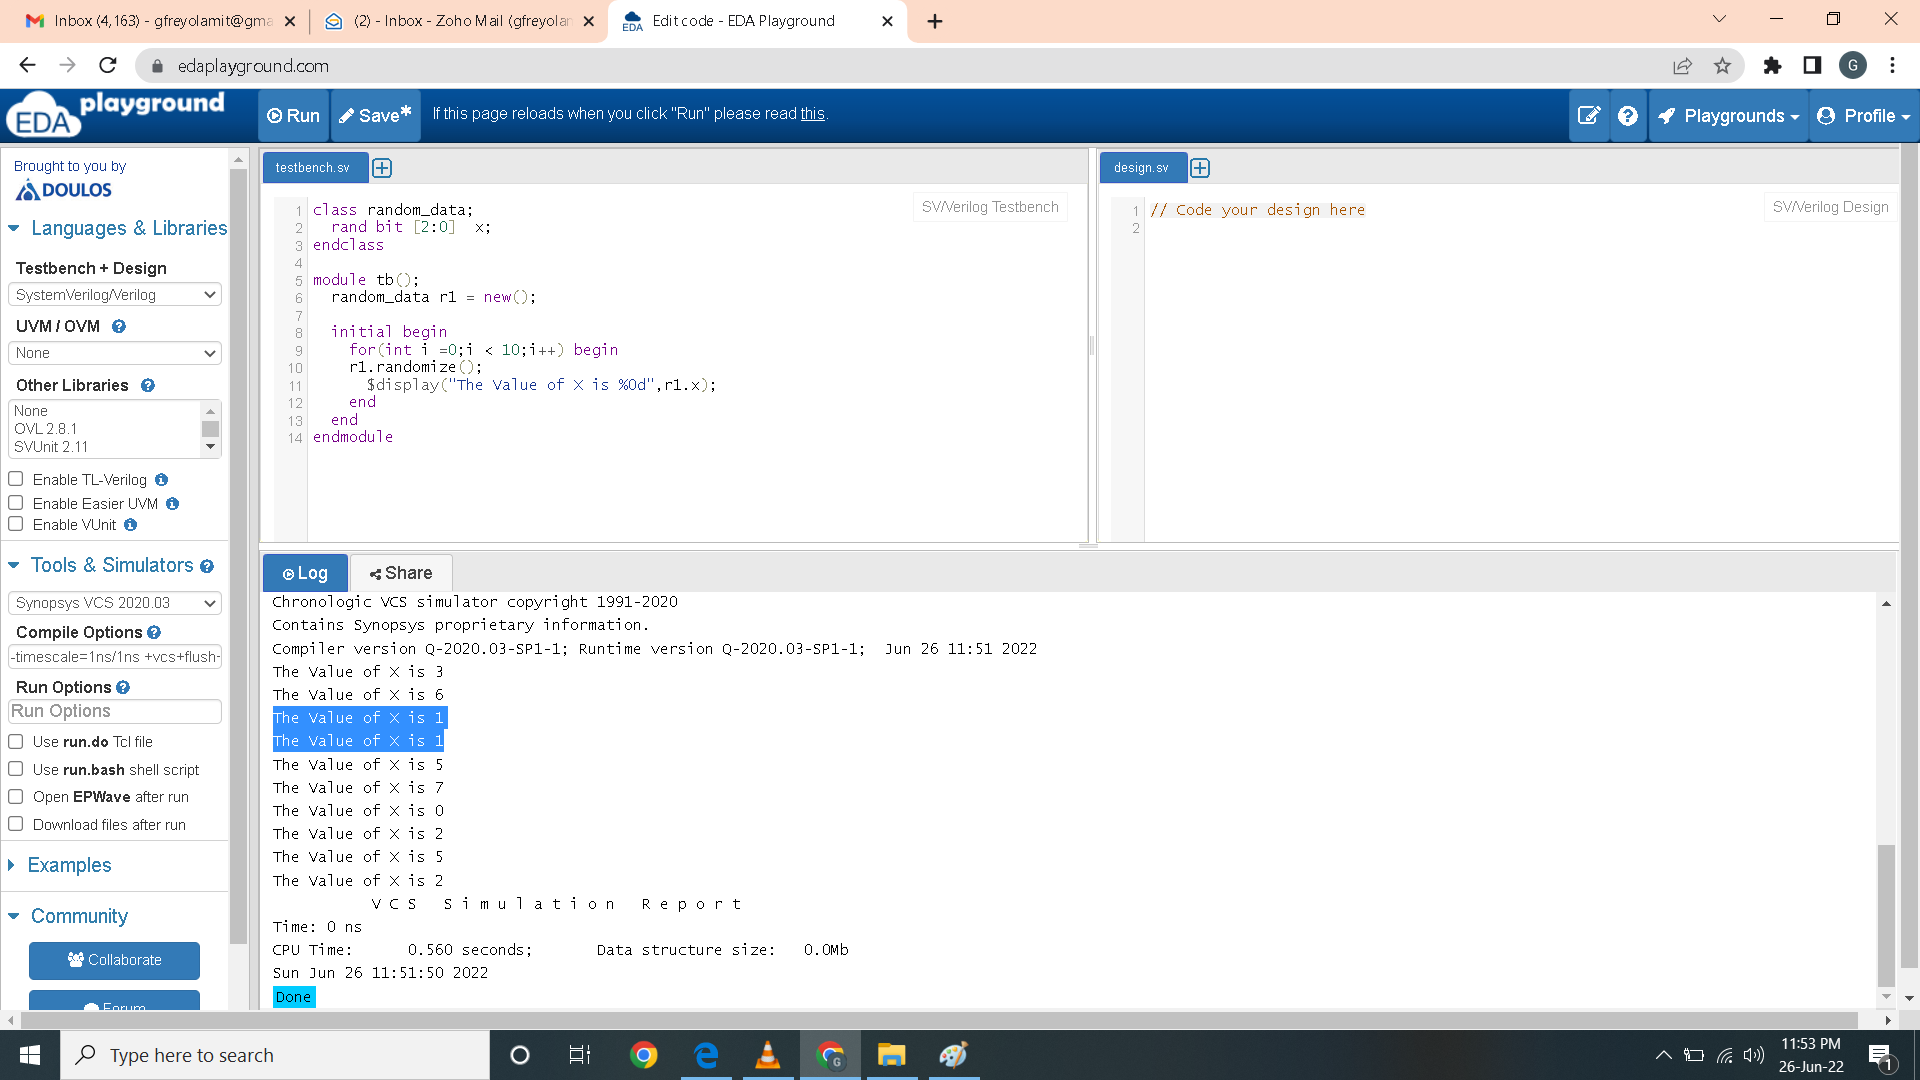 Inbox (4,163) - gfreyolamit@gma
(2) - Inbox - Zoho Mail (gfreyolan
EDA
Edit code - EDA Playground
edaplayground.com
G
EDA playground
Run
Save*
If this page reloads when you click "Run" please read this.
Playgrounds
Profile
Brought to you by
DOULOS
Languages & Libraries
Testbench + Design
SystemVerilog/Verilog
UVM / OVM
None
Other Libraries
None
OVL 2.8.1
SVUnit 2.11
Enable TL-Verilog
Enable Easier UVM
Enable VUnit
Tools & Simulators
Synopsys VCS 2020.03
Compile Options
-timescale=1ns/1ns +vcs+flush+
Run Options
Run Options
Use run.do Tcl file
Use run.bash shell script
Open EPWave after run
Download files after run
Examples
Community
Collaborate
Forum
testbench.sv
SV/Verilog Testbench
1 class random_data;
2 rand bit [2:0]  x;
3 endclass
4
5 module tb();
6 random_data r1 = new();
7
8 initial begin
9 for(int i =0;i < 10;i++) begin
10 r1.randomize();
11 $display("The Value of X is %0d",r1.x);
12 end
13 end
14 endmodule
design.sv
SV/Verilog Design
1 // Code your design here
2
Log
Share
Chronologic VCS simulator copyright 1991-2020
Contains Synopsys proprietary information.
Compiler version Q-2020.03-SP1-1; Runtime version Q-2020.03-SP1-1;  Jun 26 11:51 2022
The Value of X is 3
The Value of X is 6
The Value of X is 1
The Value of X is 1
The Value of X is 5
The Value of X is 7
The Value of X is 0
The Value of X is 2
The Value of X is 5
The Value of X is 2
V C S   S i m u l a t i o n   R e p o r t
Time: 0 ns
CPU Time:      0.560 seconds;       Data structure size:   0.0Mb
Sun Jun 26 11:51:50 2022
Done
Type here to search
G
11:53 PM
26-Jun-22
1